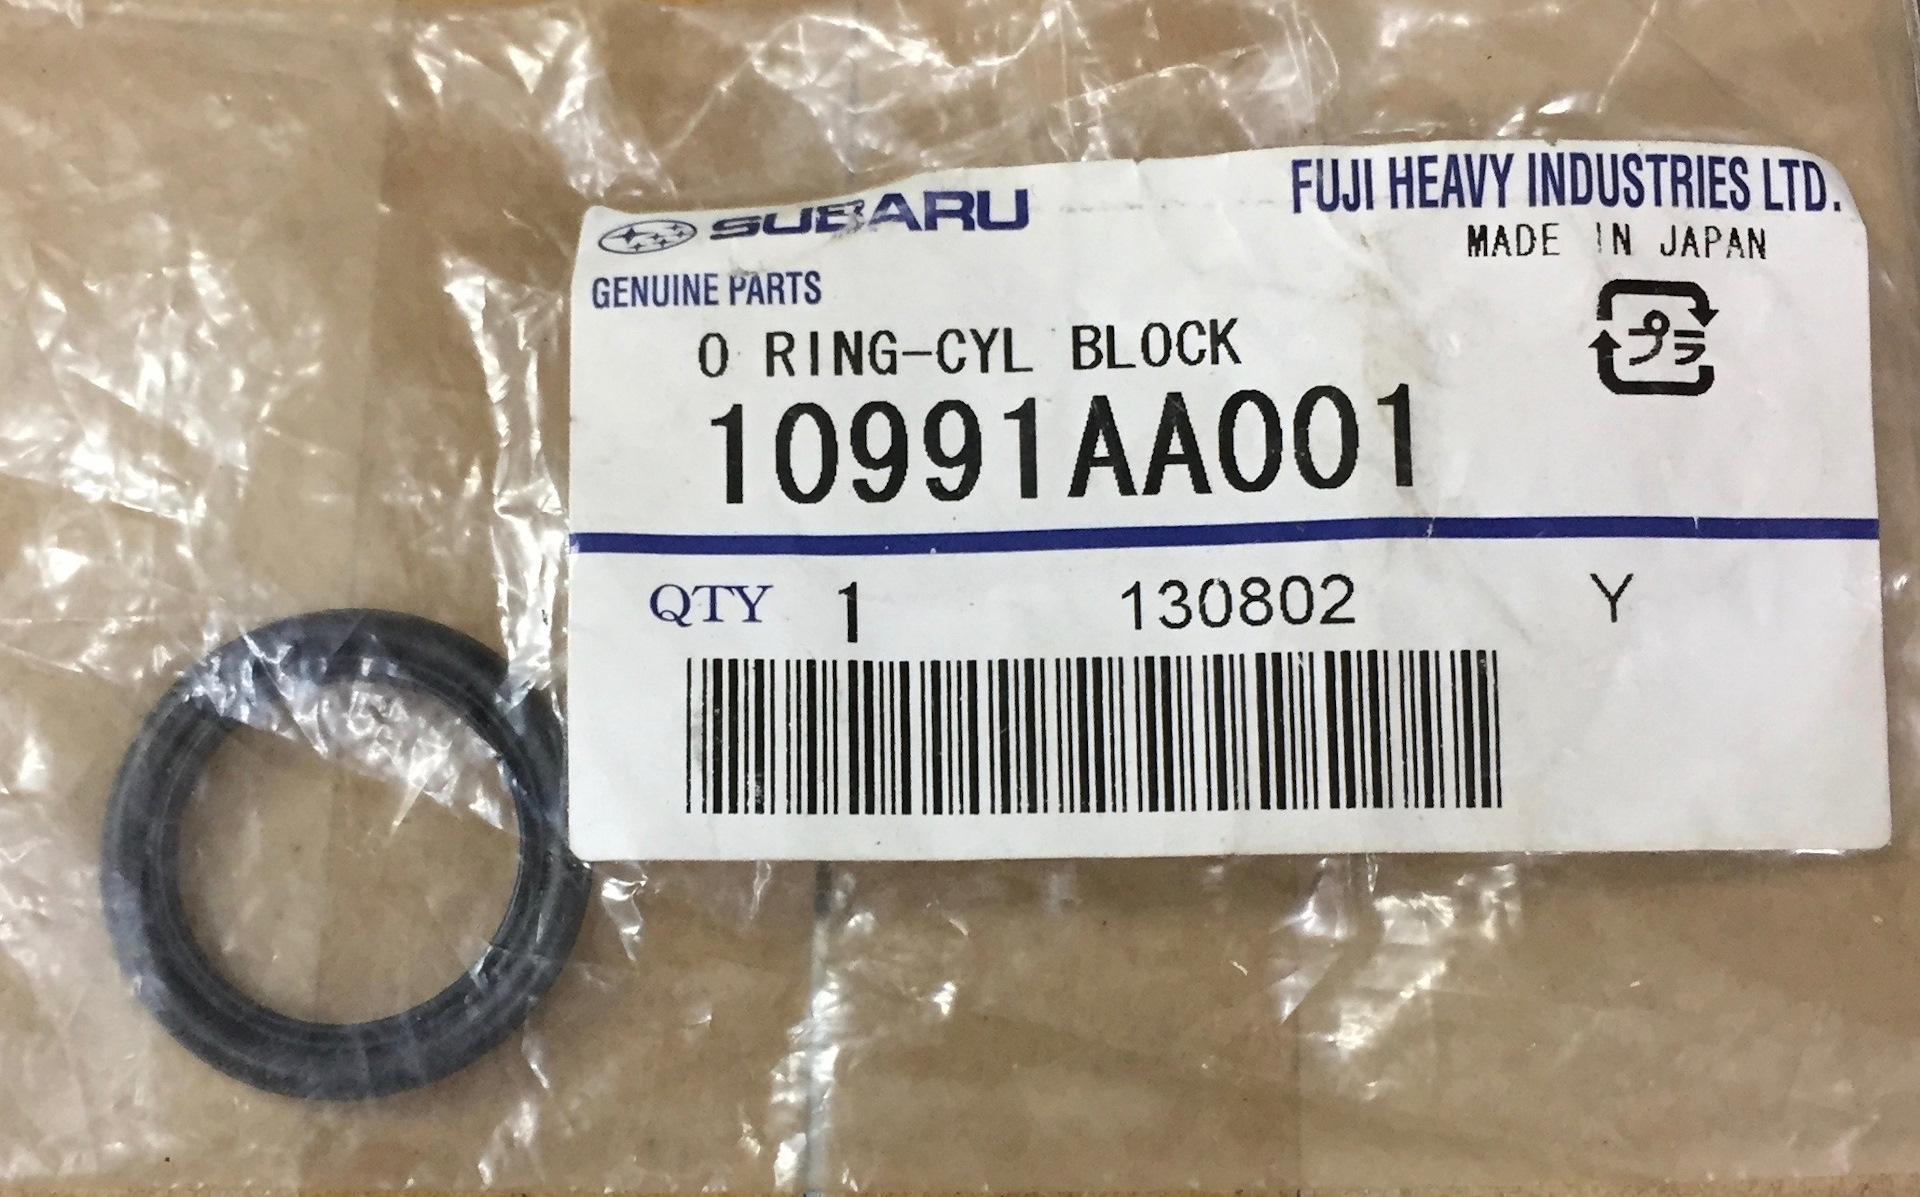 SUBARU
FUJI HEAVY INDUSTRIES LTD.
MADE IN JAPAN
GENUINE PARTS
プラ
O RING-CYL BLOCK
10991AA001
QTY 1 130802 Y